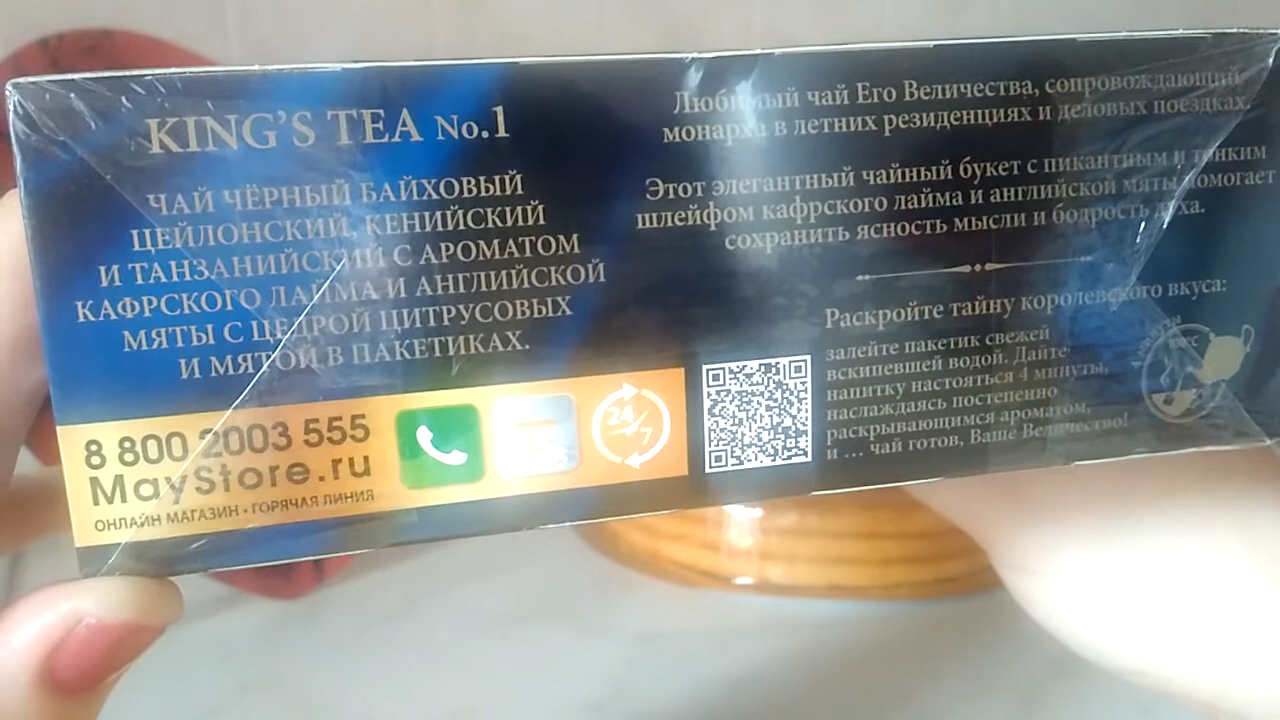 KING'S TEA No.1
ЧАЙ ЧЁРНЫЙ БАЙХОВЫЙ
ЦЕЙЛОНСКИЙ, КЕНИЙСКИЙ
И ТАНЗАНИЙСКИЙ С АРОМАТОМ
КАФРСКОГО ЛАЙМА И АНГЛИЙСКОЙ
МЯТЫ С ЦЕДРОЙ ЦИТРУСОВЫХ
И МЯТОЙ В ПАКЕТИКАХ.
8 800 2003 555
MayStore.ru
ОНЛАЙН МАГАЗИН • ГОРЯЧАЯ ЛИНИЯ
24/7
Любимый чай Его Величества, сопровождающий
монарха в летних резиденциях и деловых поездках.
Этот элегантный чайный букет с пикантным и тонким
шлейфом кафрского лайма и английской мяты помогает
сохранить ясность мысли и бодрость духа.
Раскройте тайну королевского вкуса:
залейте пакетик свежей
вскипевшей водой. Дайте
напитку настояться 4 минуты,
наслаждаясь постепенно
раскрывающимся ароматом,
и ... чай готов, Ваше Величество!